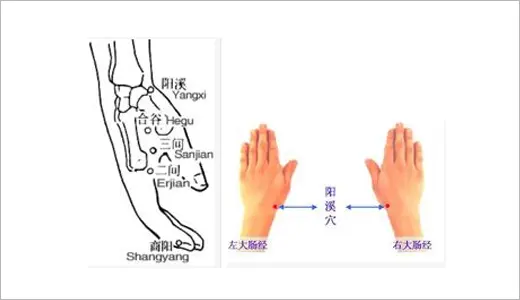 阳溪
Yangxi
合谷 Hegu
三间
Sanjian
二间
Erjian
商阳
Shangyang
阳溪穴
左大肠经
右大肠经